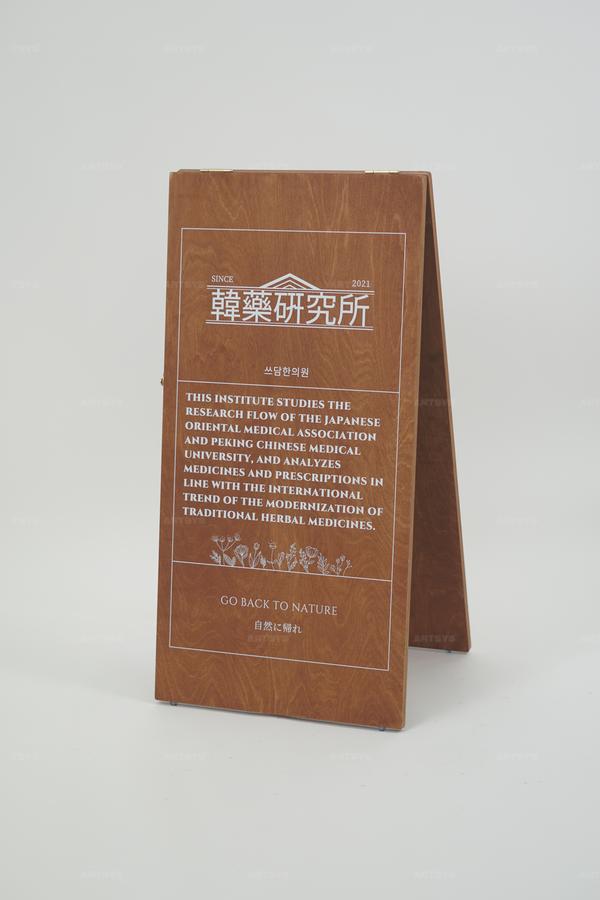 SINCE 2021
韓藥硏究所
쓰담한의원
THIS INSTITUTE STUDIES THE
RESEARCH FLOW OF THE JAPANESE
ORIENTAL MEDICAL ASSOCIATION
AND PEKING CHINESE MEDICAL
UNIVERSITY, AND ANALYZES
MEDICINES AND PRESCRIPTIONS IN
LINE WITH THE INTERNATIONAL
TREND OF THE MODERNIZATION OF
TRADITIONAL HERBAL MEDICINES.
GO BACK TO NATURE
自然に帰れ